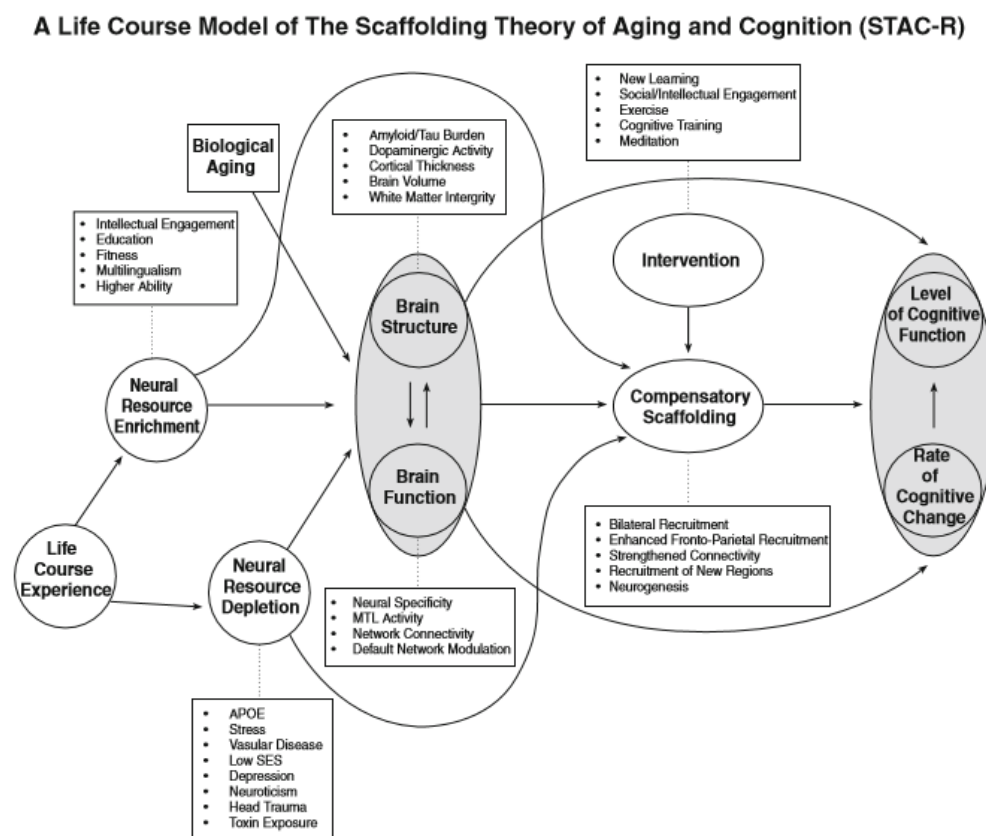 A Life Course Model of The Scaffolding Theory of Aging and Cognition (STAC-R)
• New Learning
• Social/Intellectual Engagement
• Exercise
• Cognitive Training
• Meditation
Biological
Aging
• Amyloid/Tau Burden
• Dopaminergic Activity
• Cortical Thickness
• Brain Volume
• White Matter Intergrity
• Intellectual Engagement
• Education
• Fitness
• Multilingualism
• Higher Ability
Intervention
Brain
Structure
Level
of Cognitive
Function
Neural
Resource
Enrichment
Compensatory
Scaffolding
Brain
Function
Rate
of
Cognitive
Change
Life
Course
Experience
Neural
Resource
Depletion
• Bilateral Recruitment
• Enhanced Fronto-Parietal Recruitment
• Strengthened Connectivity
• Recruitment of New Regions
• Neurogenesis
• Neural Specificity
• MTL Activity
• Network Connectivity
• Default Network Modulation
• APOE
• Stress
• Vasular Disease
• Low SES
• Depression
• Neuroticism
• Head Trauma
• Toxin Exposure